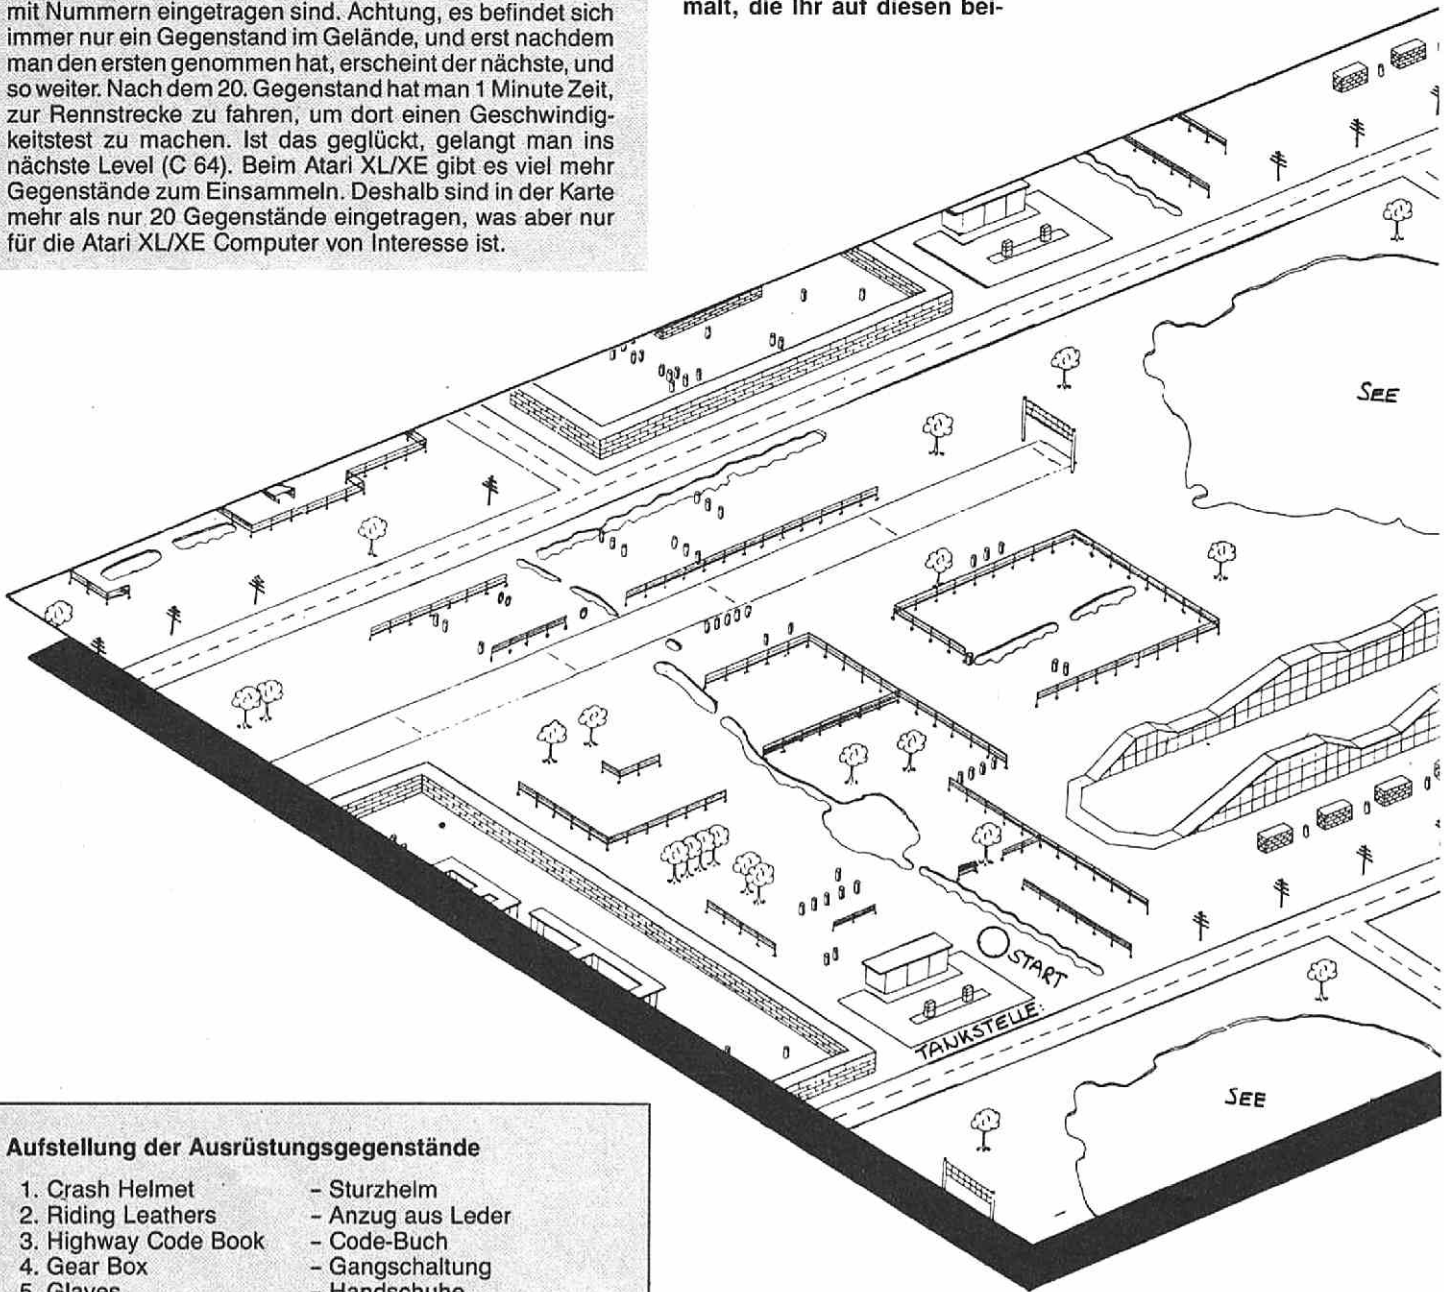 mit Nummern eingetragen sind. Achtung, es befindet sich
immer nur ein Gegenstand im Gelände, und erst nachdem
man den ersten genommen hat, erscheint der nächste, und
so weiter. Nach dem 20. Gegenstand hat man 1 Minute Zeit,
zur Rennstrecke zu fahren, um dort einen Geschwindig-
keitstest zu machen. Ist das geglückt, gelangt man ins
nächste Level (C 64). Beim Atari XL/XE gibt es viel mehr
Gegenstände zum Einsammeln. Deshalb sind in der Karte
mehr als nur 20 Gegenstände eingetragen, was aber nur
für die Atari XL/XE Computer von Interesse ist.
malt, die Ihr auf diesen bei-
SEE
START
TANKSTELLE
SEE
Aufstellung der Ausrüstungsgegenstände
1. Crash Helmet – Sturzhelm
2. Riding Leathers – Anzug aus Leder
3. Highway Code Book – Code-Buch
4. Gear Box – Gangschaltung
5. Glaves – Handschuhe